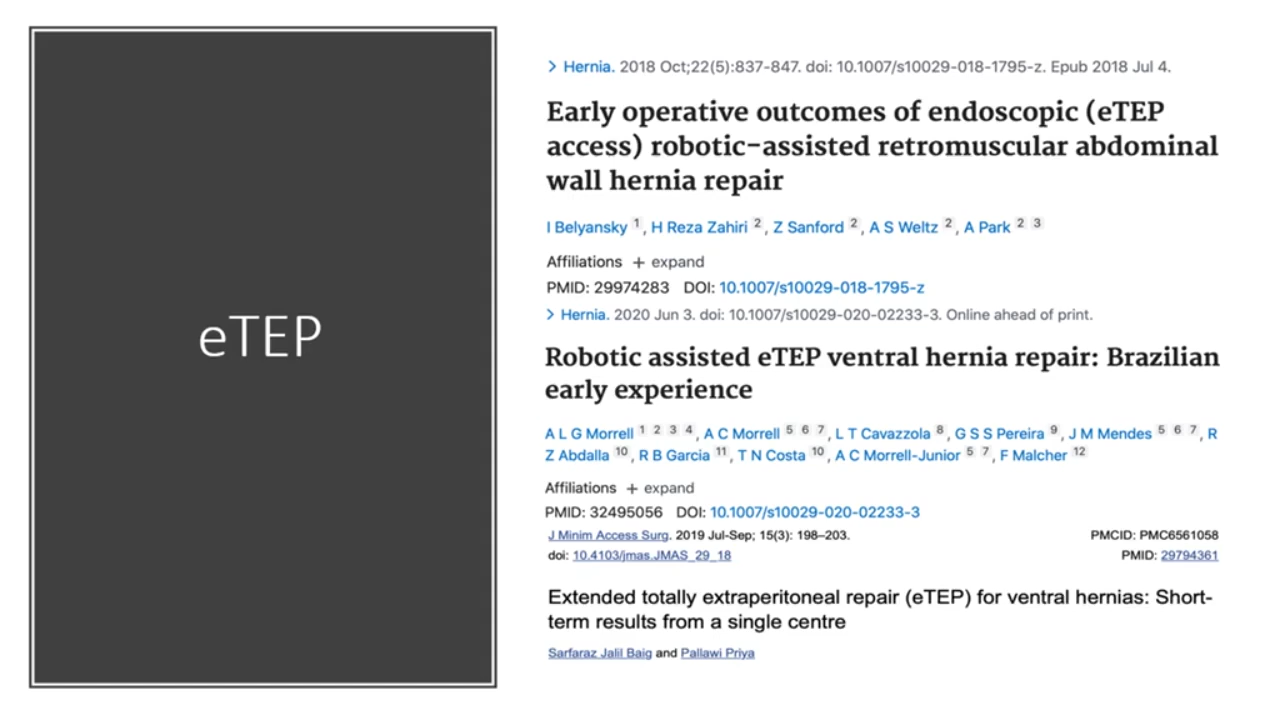 eTEP
> Hernia. 2018 Oct;22(5):837-847. doi: 10.1007/s10029-018-1795-z. Epub 2018 Jul 4.
Early operative outcomes of endoscopic (eTEP
access) robotic-assisted retromuscular abdominal
wall hernia repair
I Belyansky 1, H Reza Zahiri 2, Z Sanford 2, A S Weltz 2, A Park 2 3
Affiliations + expand
PMID: 29974283 DOI: 10.1007/s10029-018-1795-z
> Hernia. 2020 Jun 3. doi: 10.1007/s10029-020-02233-3. Online ahead of print.
Robotic assisted eTEP ventral hernia repair: Brazilian
early experience
A L G Morrell 1 2 3 4, A C Morrell 5 6 7, L T Cavazzola 8, G S S Pereira 9, J M Mendes 5 6 7, R
Z Abdalla 10, R B Garcia 11, T N Costa 10, A C Morrell-Junior 5 7, F Malcher 12
Affiliations + expand
PMID: 32495056 DOI: 10.1007/s10029-020-02233-3
J Minim Access Surg. 2019 Jul-Sep; 15(3): 198–203. PMCID: PMC6561058
doi: 10.4103/jmas.JMAS_29_18 PMID: 29794361
Extended totally extraperitoneal repair (eTEP) for ventral hernias: Short-
term results from a single centre
Sarfaraz Jalil Baig and Pallawi Priya